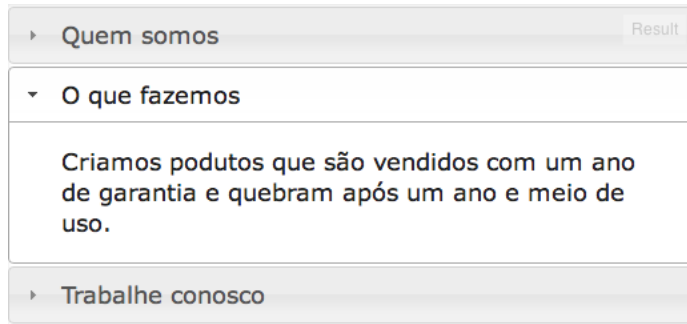 Quem somos
Result
O que fazemos
Criamos podutos que são vendidos com um ano
de garantia e quebram após um ano e meio de
uso.
Trabalhe conosco